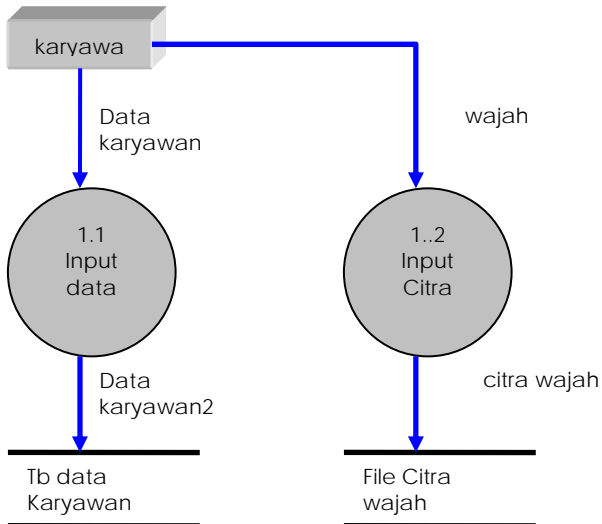 karyawa
Data
karyawan
wajah
1.1
Input
data
1..2
Input
Citra
Data
karyawan2
citra wajah
Tb data
Karyawan
File Citra
wajah